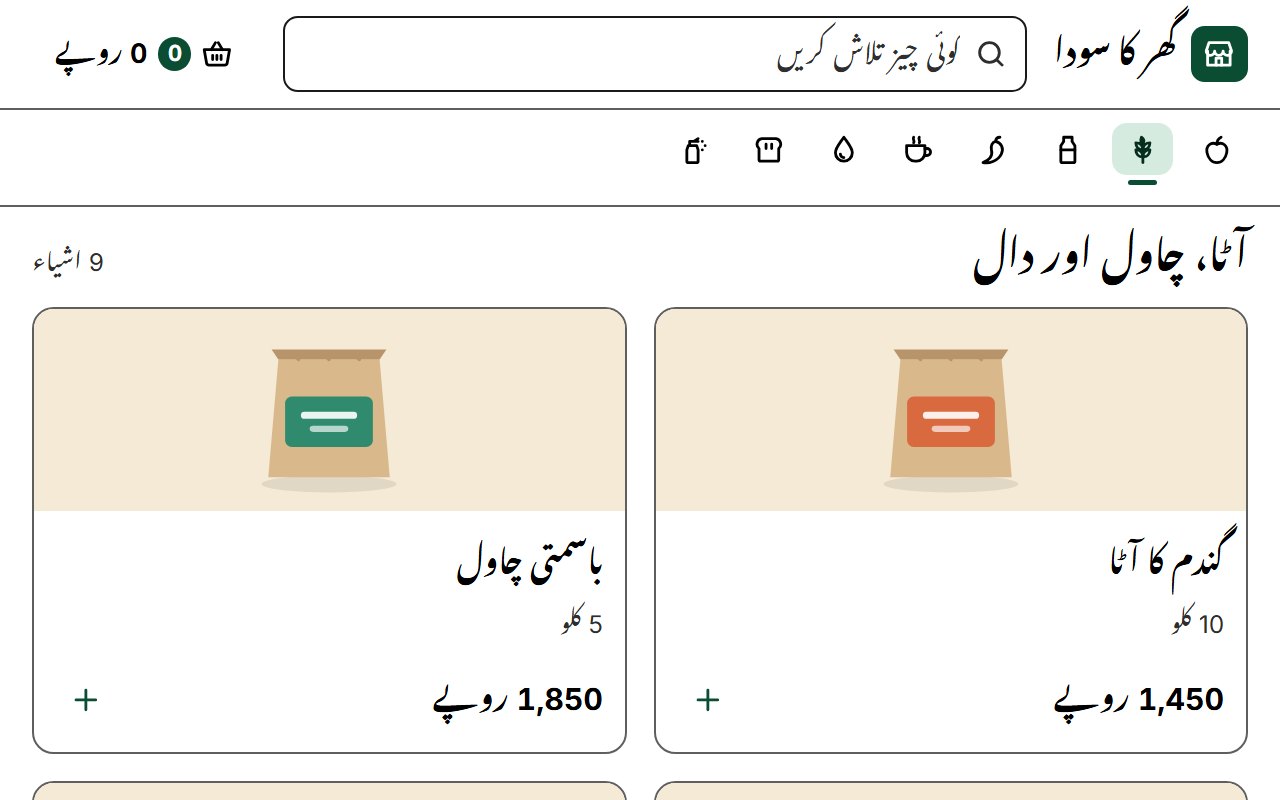 گھر کا سودا
کوئی چیز تلاش کریں
0
0 روپے
آٹا، چاول اور دال
9 اشیاء
گندم کا آٹا
10 کلو
1,450 روپے
باسمتی چاول
5 کلو
1,850 روپے